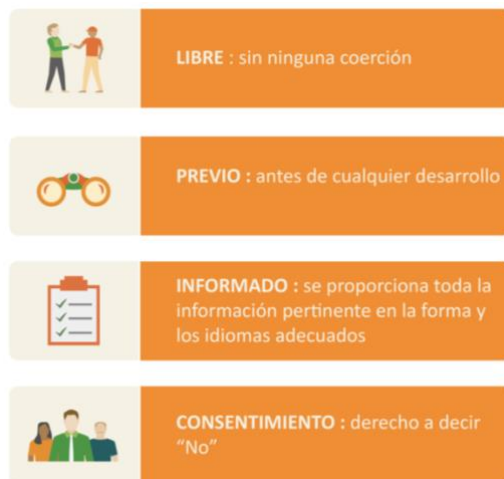 LIBRE : sin ninguna coerción
PREVIO : antes de cualquier desarrollo
INFORMADO : se proporciona toda la
información pertinente en la forma y
los idiomas adecuados
CONSENTIMIENTO : derecho a decir
“No”